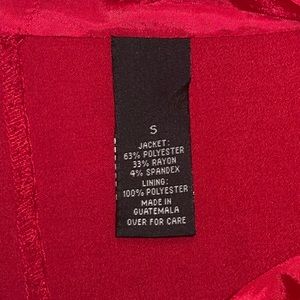 S
JACKET:
63% POLYESTER
33% RAYON
4% SPANDEX
LINING:
100% POLYESTER
MADE IN
GUATEMALA
OVER FOR CARE